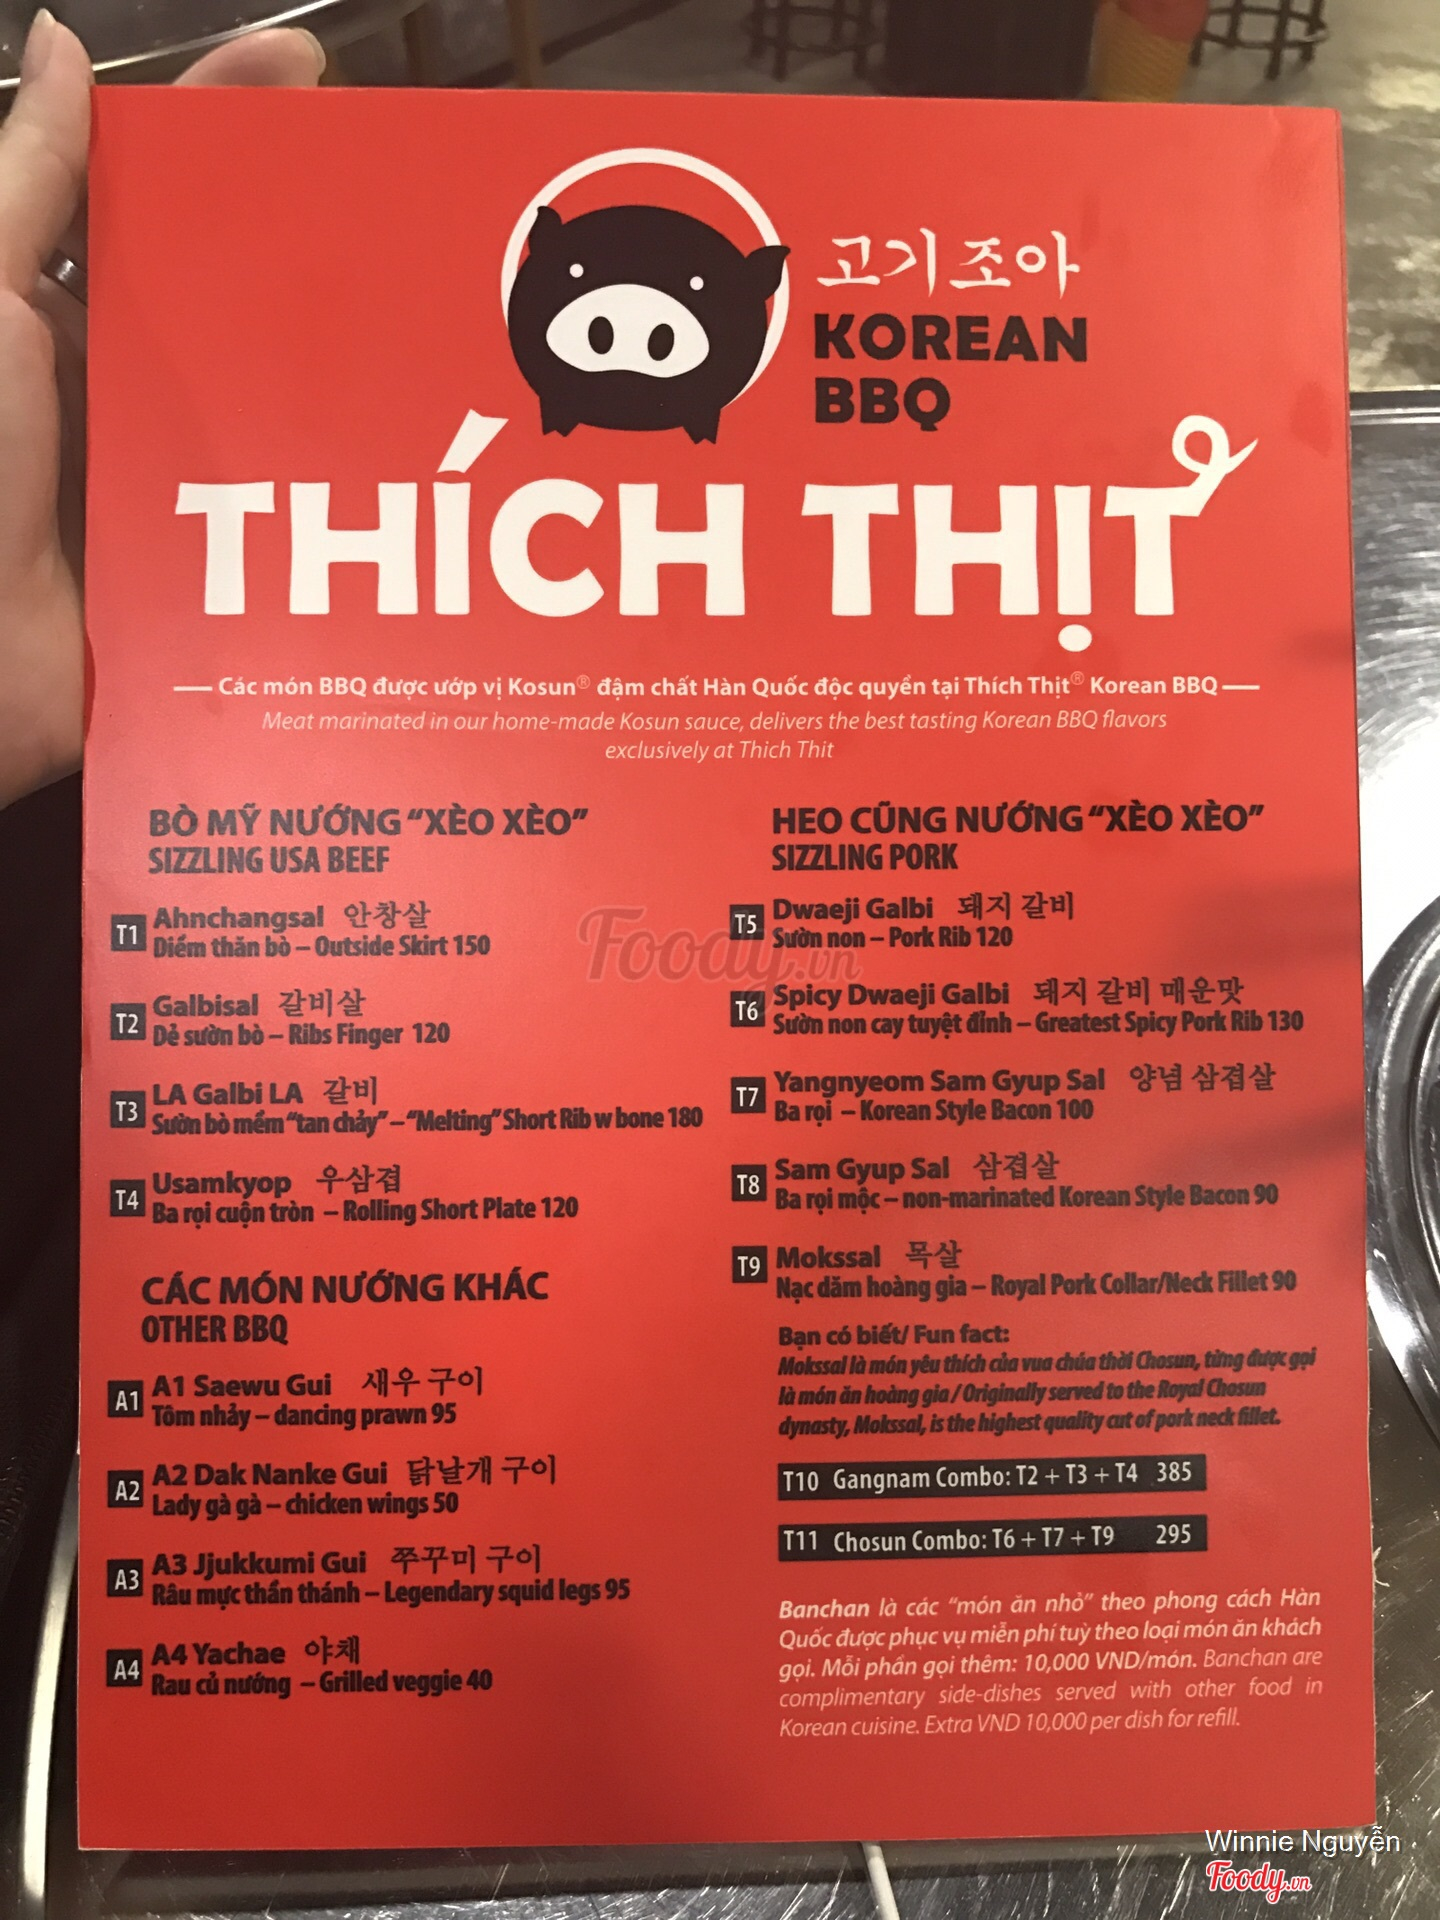 고기조아
KOREAN
BBQ
THÍCH THỊT
Các món BBQ được ướp vị Kosun® đậm chất Hàn Quốc độc quyền tại Thích Thịt® Korean BBQ
Meat marinated in our home-made Kosun sauce, delivers the best tasting Korean BBQ flavors
exclusively at Thich Thit
BÒ MỸ NƯỚNG “XÈO XÈO”
SIZZLING USA BEEF
T1 Ahnchangsal 안창살
Diềm thăn bò – Outside Skirt 150
T2 Galbisal 갈비살
Dẻ sườn bò – Ribs Finger 120
T3 LA Galbi LA 갈비
Sườn bò mềm “tan chảy” – “Melting” Short Rib w bone 180
T4 Usamkyop 우삼겹
Ba rọi cuộn tròn – Rolling Short Plate 120
CÁC MÓN NƯỚNG KHÁC
OTHER BBQ
A1 A1 Saewu Gui 새우 구이
Tôm nhảy – dancing prawn 95
A2 A2 Dak Nanke Gui 닭날개 구이
Lady gà gà – chicken wings 50
A3 A3 Jjukkumi Gui 쭈꾸미 구이
Râu mực thần thánh – Legendary squid legs 95
A4 A4 Yachae 야채
Rau củ nướng – Grilled veggie 40
HEO CŨNG NƯỚNG “XÈO XÈO”
SIZZLING PORK
T5 Dwaeji Galbi 돼지 갈비
Sườn non – Pork Rib 120
T6 Spicy Dwaeji Galbi 돼지 갈비 매운맛
Sườn non cay tuyệt đỉnh – Greatest Spicy Pork Rib 130
T7 Yangnyeom Sam Gyup Sal 양념 삼겹살
Ba rọi – Korean Style Bacon 100
T8 Sam Gyup Sal 삼겹살
Ba rọi mộc – non-marinated Korean Style Bacon 90
T9 Mokssal 목살
Nạc dăm hoàng gia – Royal Pork Collar/Neck Fillet 90
Bạn có biết/ Fun fact:
Mokssal là món yêu thích của vua chúa thời Chosun, từng được gọi
là món ăn hoàng gia / Originally served to the Royal Chosun
dynasty, Mokssal, is the highest quality cut of pork neck fillet.
T10 Gangnam Combo: T2 + T3 + T4 385
T11 Chosun Combo: T6 + T7 + T9 295
Banchan là các “món ăn nhỏ” theo phong cách Hàn
Quốc được phục vụ miễn phí tuỳ theo loại món ăn khách
gọi. Mỗi phần gọi thêm: 10,000 VND/món. Banchan are
complimentary side-dishes served with other food in
Korean cuisine. Extra VND 10,000 per dish for refill.
Foody.vn
Winnie Nguyễn
Foody.vn